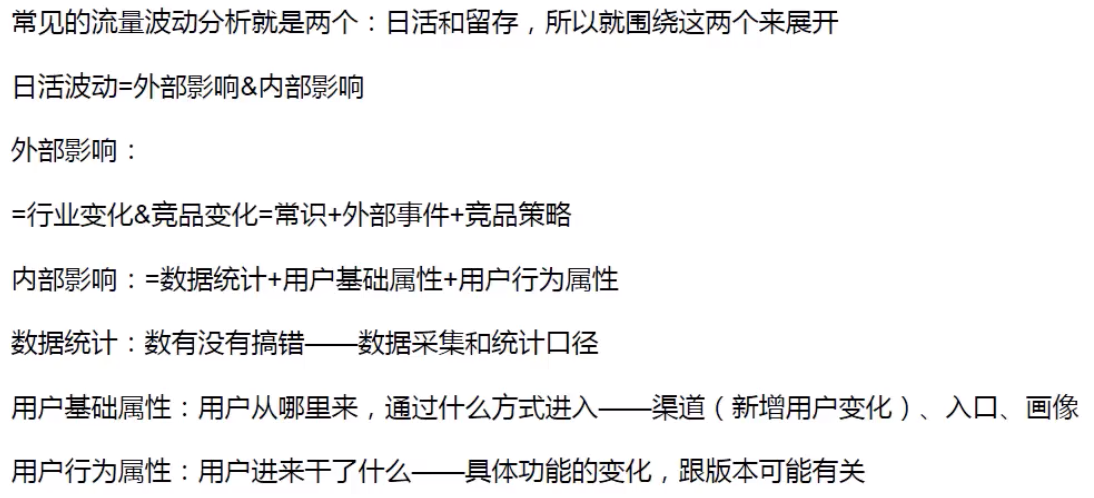 常见的流量波动分析就是两个：日活和留存，所以就围绕这两个来展开
日活波动=外部影响&内部影响
外部影响：
=行业变化&竞品变化=常识+外部事件+竞品策略
内部影响：=数据统计+用户基础属性+用户行为属性
数据统计：数有没有搞错——数据采集和统计口径
用户基础属性：用户从哪里来，通过什么方式进入——渠道（新增用户变化）、入口、画像
用户行为属性：用户进来干了什么——具体功能的变化，跟版本可能有关